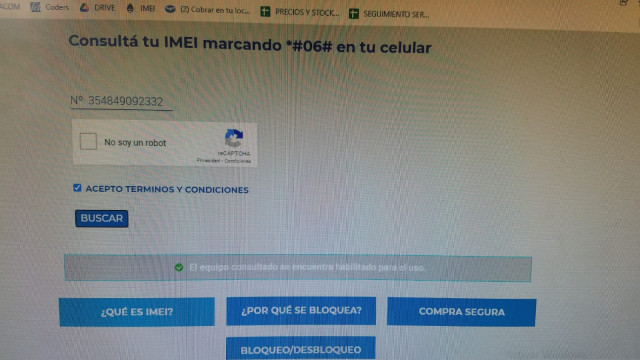 ACOM Coders DRIVE IMEI (2) Cobrar en tu loc... PRECIOS Y STOCK... SEGUIMIENTO SER...
Consultá tu IMEI marcando *#06# en tu celular
Nº 354849092332
No soy un robot
reCAPTCHA
Privacidad - Condiciones
ACEPTO TERMINOS Y CONDICIONES
BUSCAR
El equipo consultado se encuentra habilitado para el uso.
¿QUÉ ES IMEI? ¿POR QUÉ SE BLOQUEA? COMPRA SEGURA
BLOQUEO/DESBLOQUEO